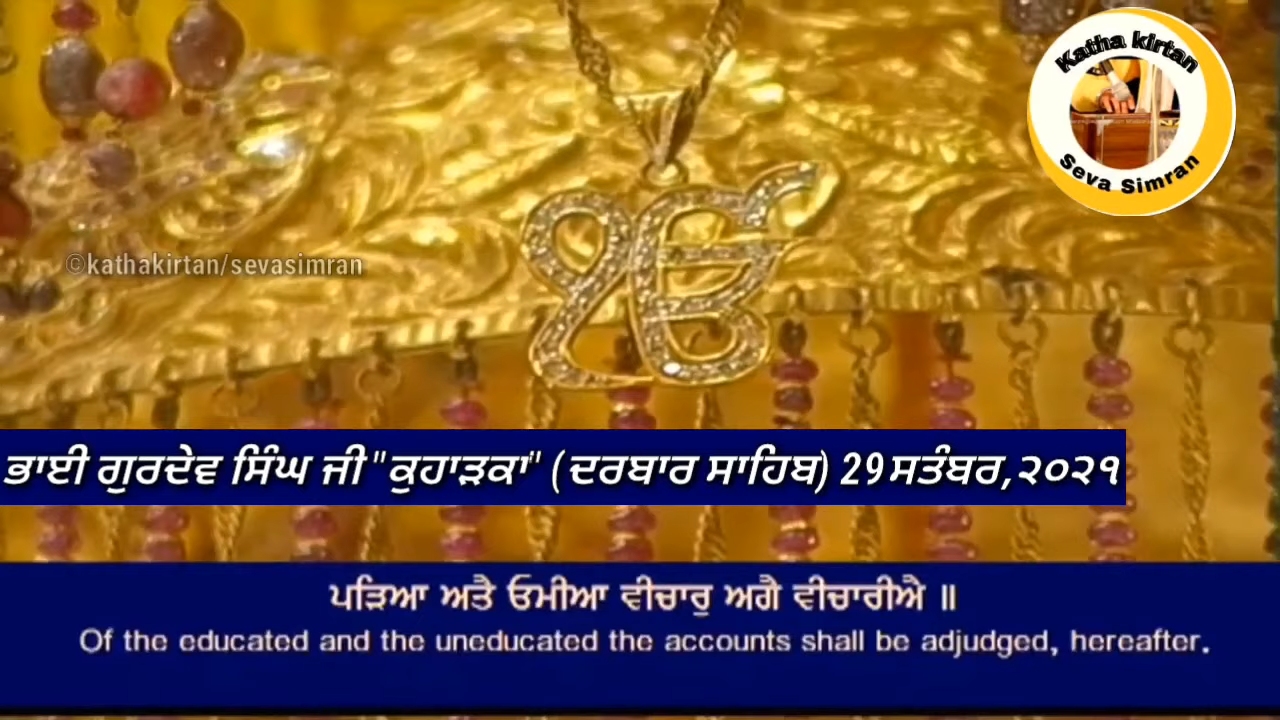 Katha kirtan
Seva Simran
©kathakirtan/sevasimran
ਭਾਈ ਗੁਰਦੇਵ ਸਿੰਘ ਜੀ "ਕੁਹਾੜਕਾ" (ਦਰਬਾਰ ਸਾਹਿਬ) 29 ਸਤੰਬਰ, ੨੦੨੧
ਪੜਿਆ ਅਤੈ ਓਮੀਆ ਵੀਚਾਰੁ ਅਗੈ ਵੀਚਾਰੀਐ ॥
Of the educated and the uneducated the accounts shall be adjudged, hereafter.